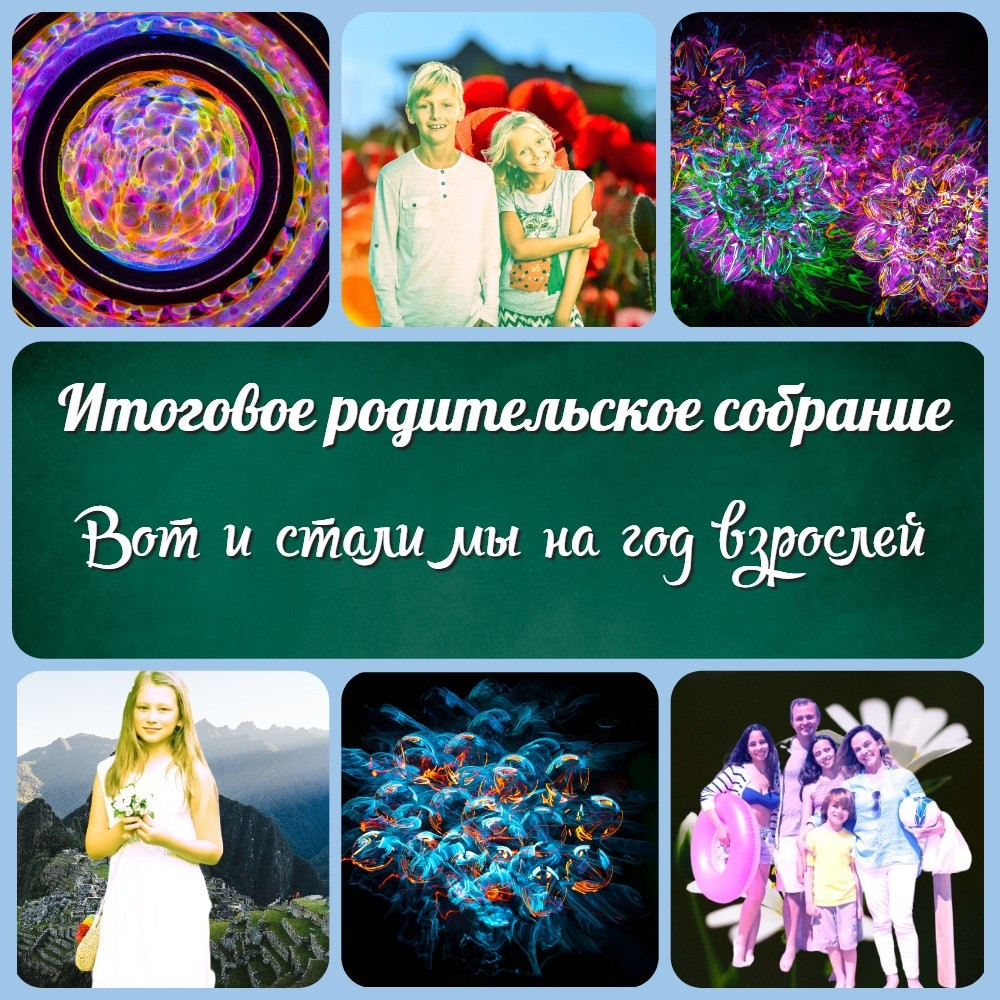 Итоговое родительское собрание
Вот и стали мы на год взрослей